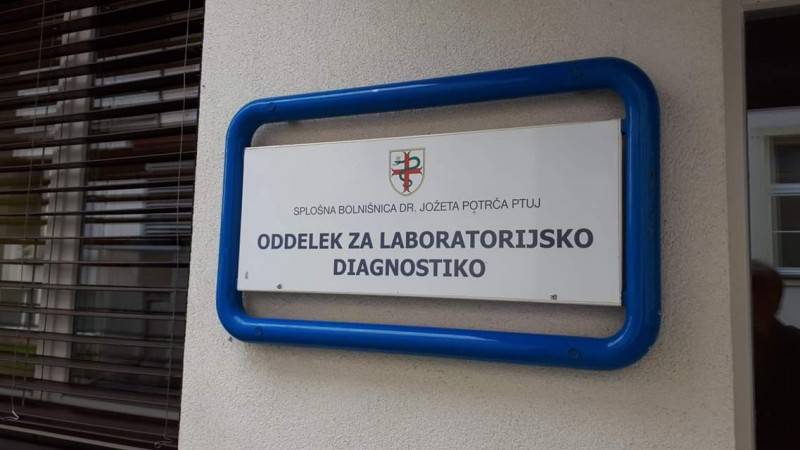 SPLOŠNA BOLNIŠNICA DR. JOŽETA POTRČA PTUJ
ODDELEK ZA LABORATORIJSKO
DIAGNOSTIKO